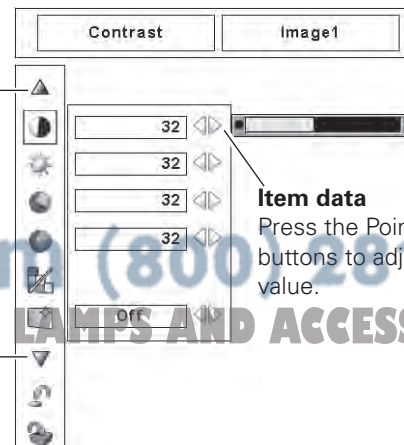 Contrast Image1
32
32
32
32
Off
Item data
Press the Poin
buttons to adj
value.
m (800) 28
LAMPS AND ACCESS